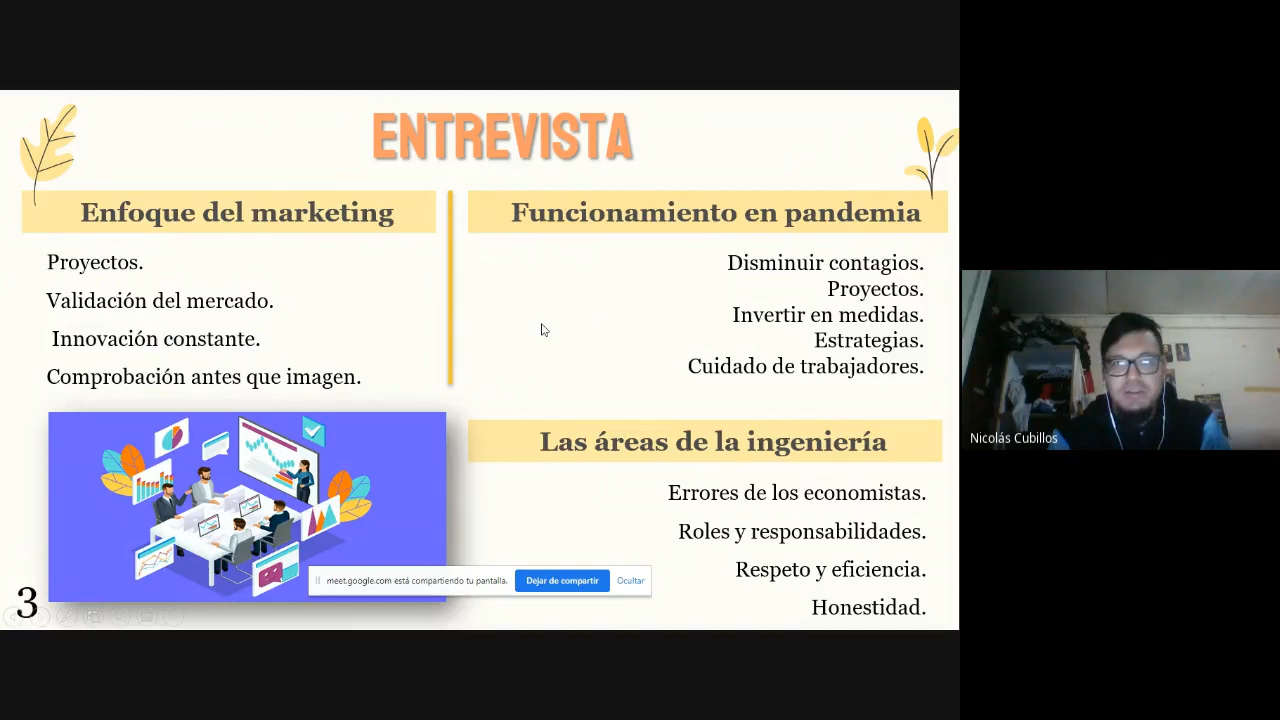 ENTREVISTA
Enfoque del marketing
Proyectos.
Validación del mercado.
Innovación constante.
Comprobación antes que imagen.
Funcionamiento en pandemia
Disminuir contagios.
Proyectos.
Invertir en medidas.
Estrategias.
Cuidado de trabajadores.
Las áreas de la ingeniería
Errores de los economistas.
Roles y responsabilidades.
Respeto y eficiencia.
Honestidad.
meet.google.com está compartiendo tu pantalla. Dejar de compartir Ocultar
3
Nicolás Cubillos